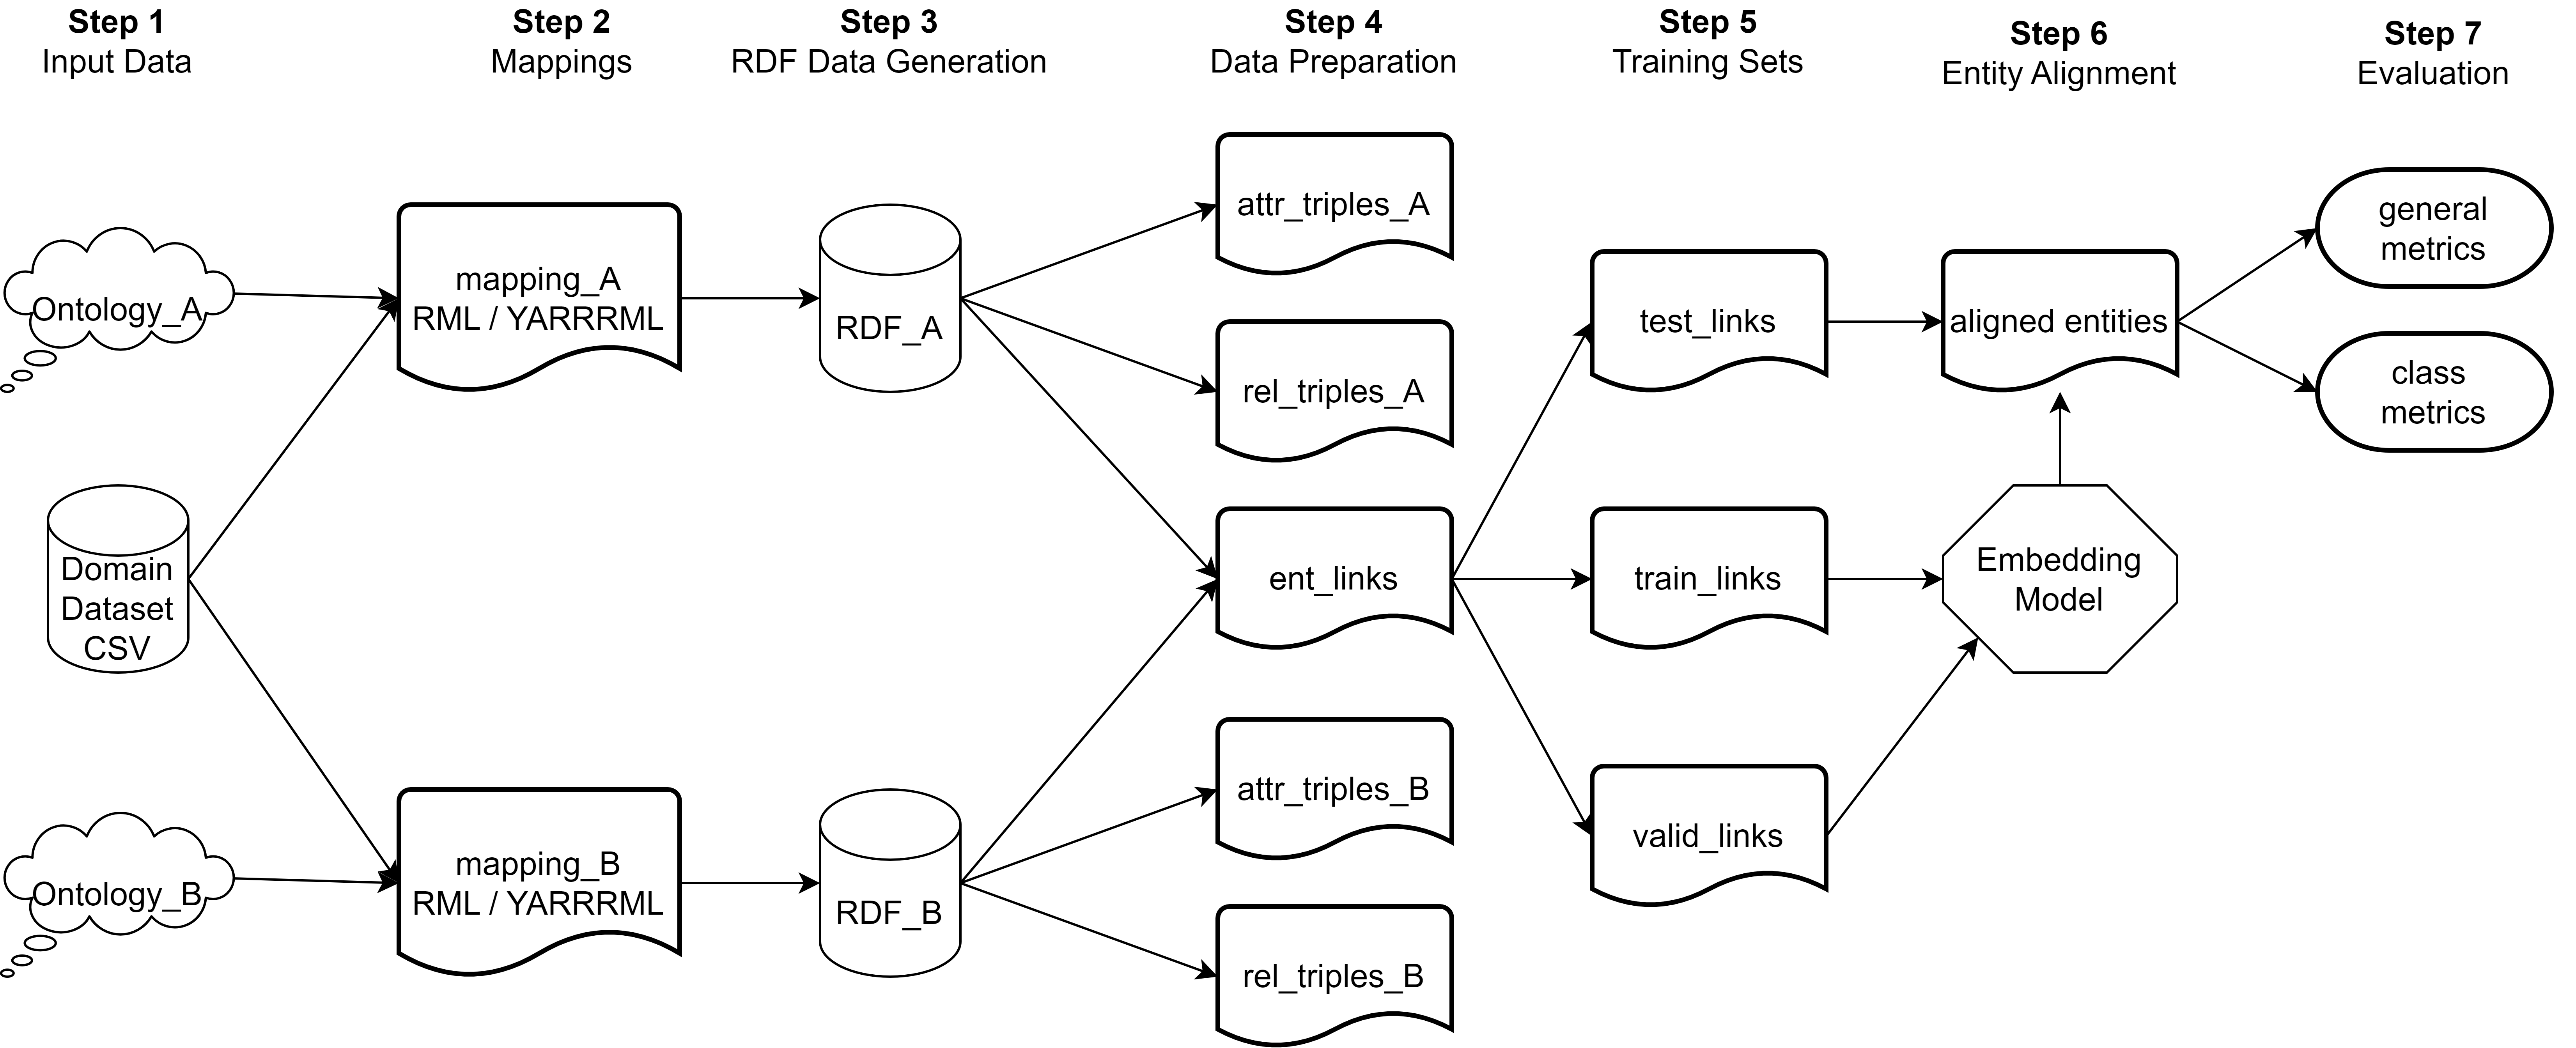 Step 1
Input Data
Step 2
Mappings
Step 3
RDF Data Generation
Step 4
Data Preparation
Step 5
Training Sets
Step 6
Entity Alignment
Step 7
Evaluation
Ontology_A
Domain
Dataset
CSV
Ontology_B
mapping_A
RML / YARRRML
mapping_B
RML / YARRRML
RDF_A
RDF_B
attr_triples_A
rel_triples_A
ent_links
attr_triples_B
rel_triples_B
test_links
train_links
valid_links
aligned entities
Embedding
Model
general
metrics
class
metrics